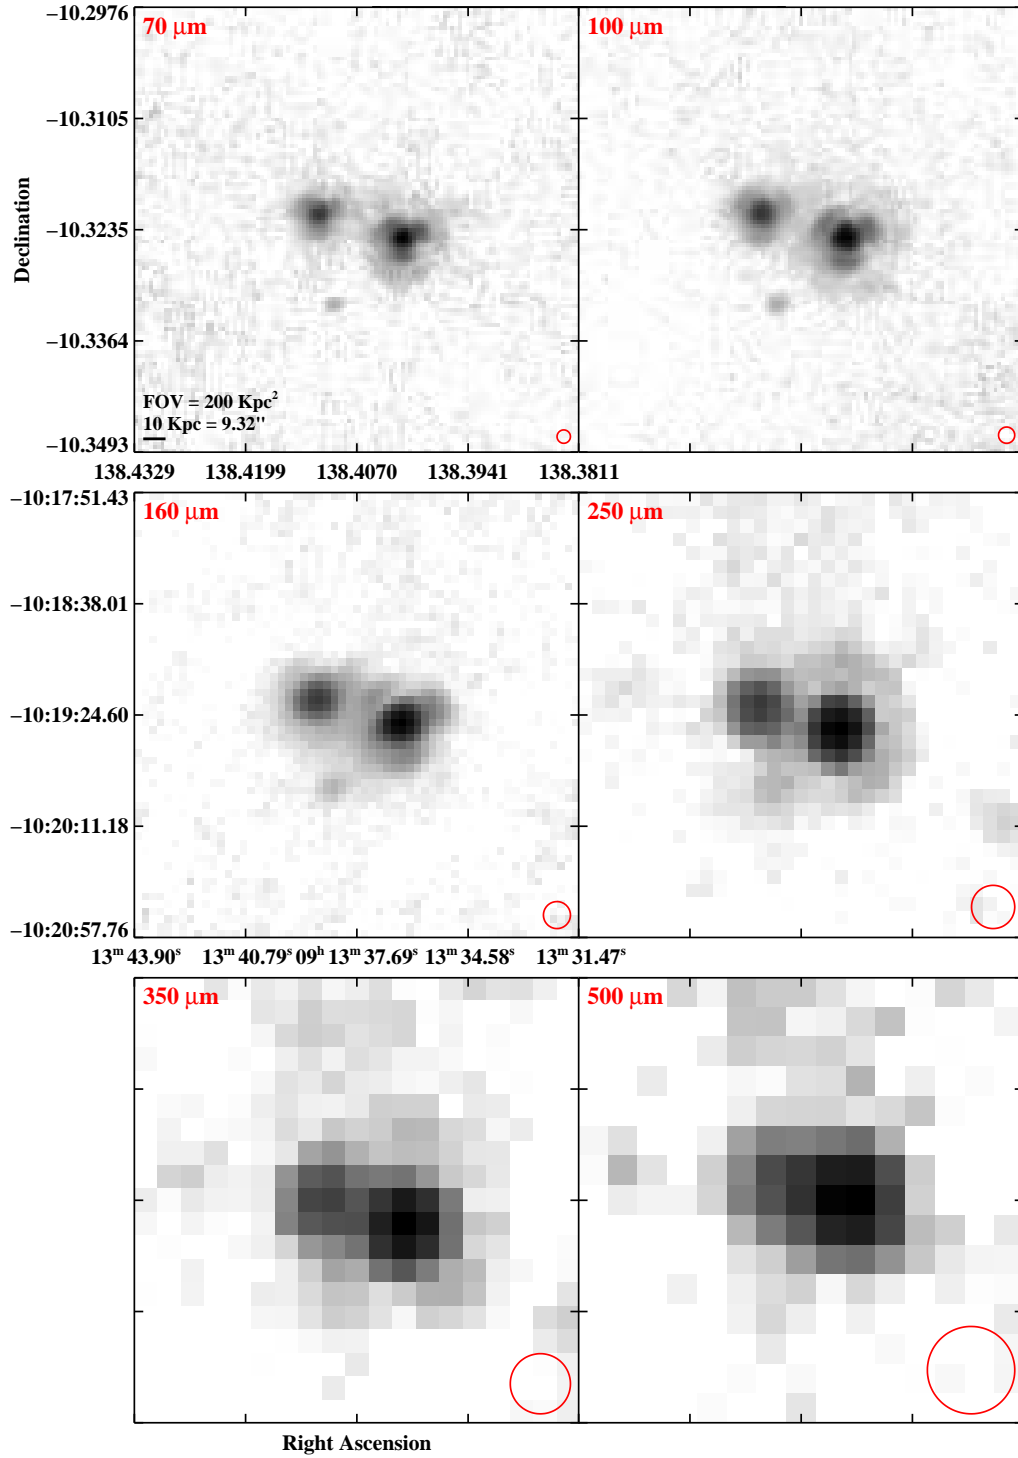 −10.2976
70 μm
100 μm
−10.3105
Declination
−10.3235
−10.3364
FOV = 200 Kpc²
10 Kpc = 9.32"
−10.3493
138.4329 138.4199 138.4070 138.3941 138.3811
−10:17:51.43
160 μm
250 μm
−10:18:38.01
−10:19:24.60
−10:20:11.18
−10:20:57.76
13ᵐ 43.90ˢ 13ᵐ 40.79ˢ 09ʰ 13ᵐ 37.69ˢ 13ᵐ 34.58ˢ 13ᵐ 31.47ˢ
350 μm
500 μm
Right Ascension